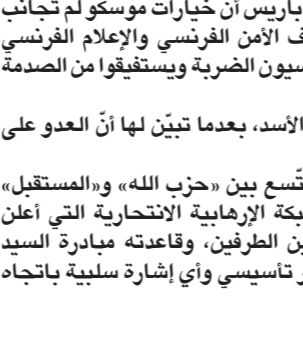 باريس أن خيارات موسكو لم تجانب
ف الأمن الفرنسي والإعلام الفرنسي
سيون الضربة ويستفيقوا من الصدمة
الأسد، بعدما تبيّن لها أنّ العدو على
تّسع بين «حزب الله» و«المستقبل»
بكة الإرهابية الانتحارية التي أعلن
ين الطرفين، وقاعدته مبادرة السيد
ر تأسيسي وأي إشارة سلبية باتجاه